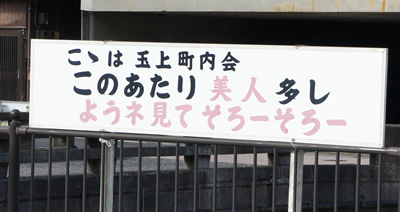 こゝは 玉上町内会
このあたり 美人 多し
ようネ見て そろーそろー